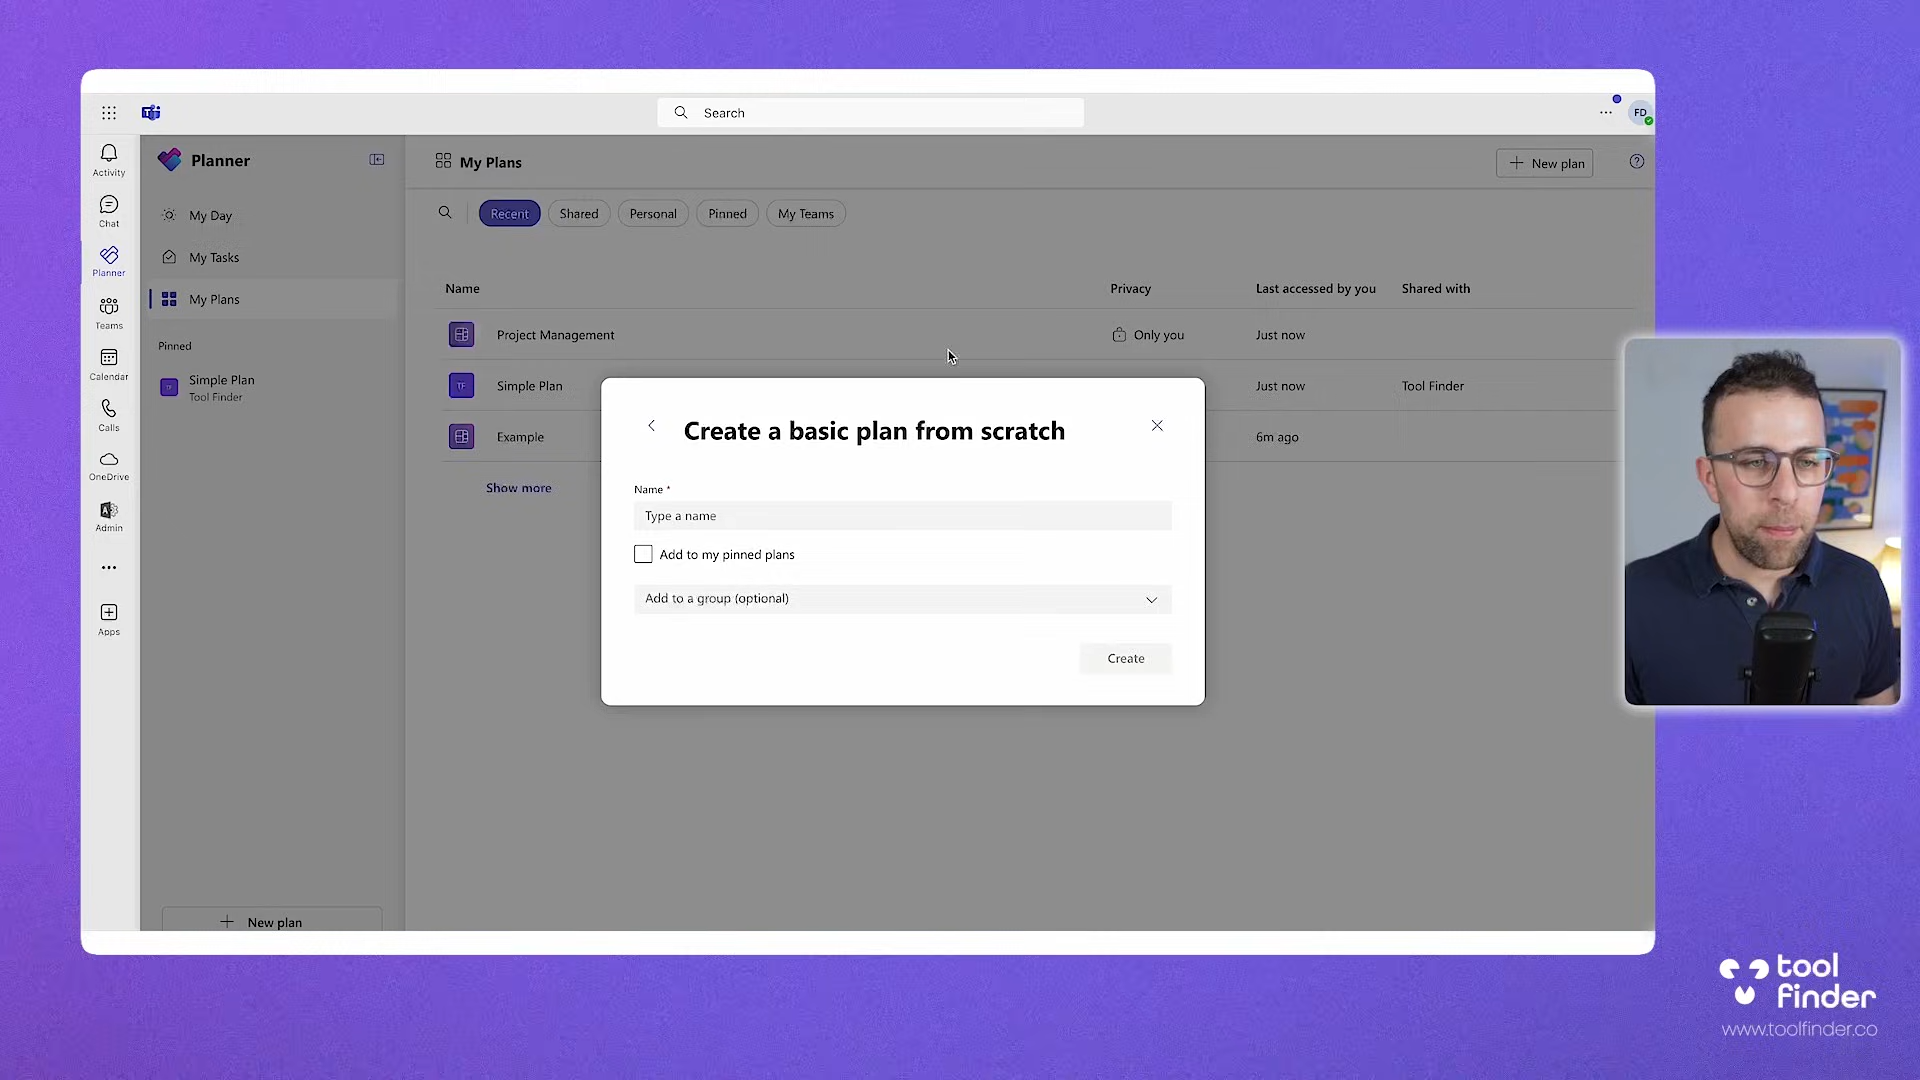 Search
FD
Activity
Chat
Planner
Teams
Calendar
Calls
OneDrive
Admin
Apps
Planner
My Day
My Tasks
My Plans
Pinned
Simple Plan
Tool Finder
New plan
My Plans
New plan
Recent
Shared
Personal
Pinned
My Teams
Name Privacy Last accessed by you Shared with
Project Management Only you Just now
TF Simple Plan Just now Tool Finder
Example 6m ago
Show more
Create a basic plan from scratch
Name *
Type a name
Add to my pinned plans
Add to a group (optional)
Create
tool
finder
www.toolfinder.co